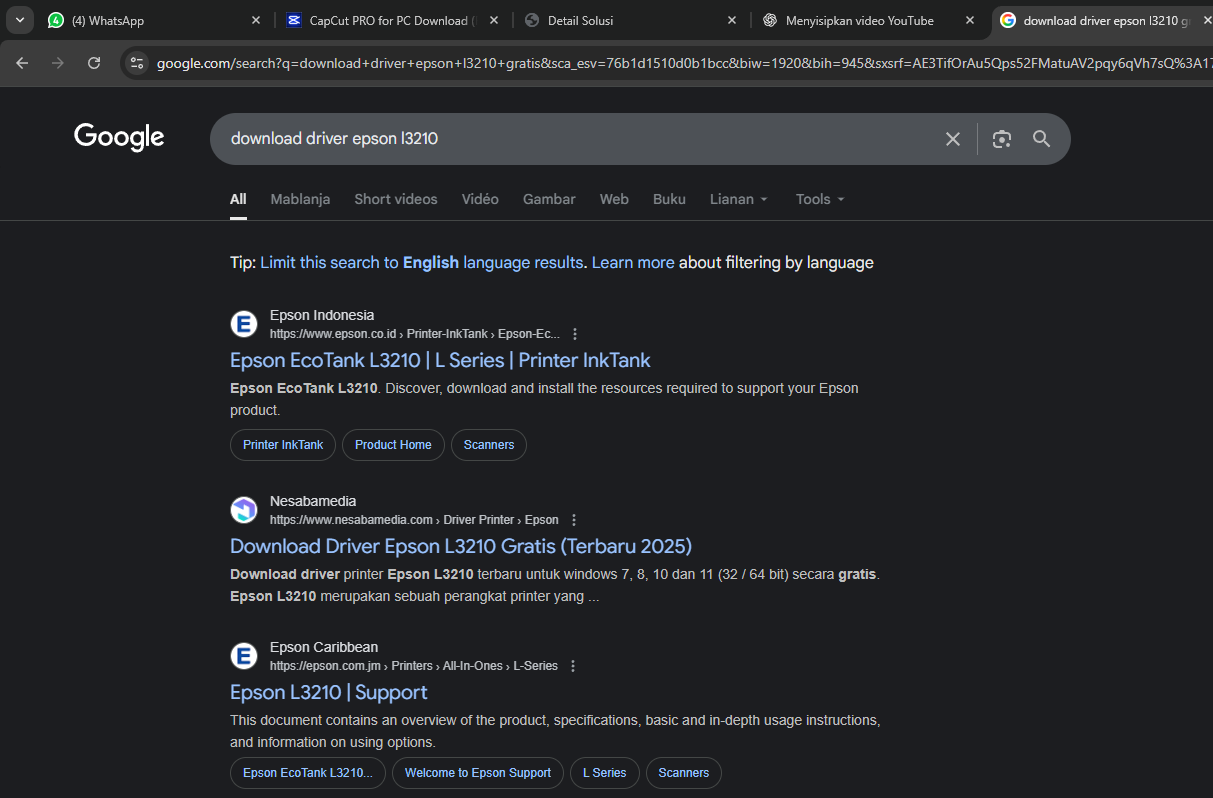 (4) WhatsApp
CapCut PRO for PC Download (
Detail Solusi
Menyisipkan video YouTube
download driver epson l3210 g
google.com/search?q=download+driver+epson+l3210+gratis&sca_esv=76b1d1510d0b1bcc&biw=1920&bih=945&sxsrf=AE3TifOrAu5Qps52FMatuAV2pqy6qVh7sQ%3A17
Google
download driver epson l3210
All Mablanja Short videos Vidéo Gambar Web Buku Lianan Tools
Tip: Limit this search to English language results. Learn more about filtering by language
Epson Indonesia
https://www.epson.co.id › Printer-InkTank › Epson-Ec...
Epson EcoTank L3210 | L Series | Printer InkTank
Epson EcoTank L3210. Discover, download and install the resources required to support your Epson
product.
Printer InkTank Product Home Scanners
Nesabamedia
https://www.nesabamedia.com › Driver Printer › Epson
Download Driver Epson L3210 Gratis (Terbaru 2025)
Download driver printer Epson L3210 terbaru untuk windows 7, 8, 10 dan 11 (32 / 64 bit) secara gratis.
Epson L3210 merupakan sebuah perangkat printer yang ...
Epson Caribbean
https://epson.com.jm › Printers › All-In-Ones › L-Series
Epson L3210 | Support
This document contains an overview of the product, specifications, basic and in-depth usage instructions,
and information on using options.
Epson EcoTank L3210... Welcome to Epson Support L Series Scanners